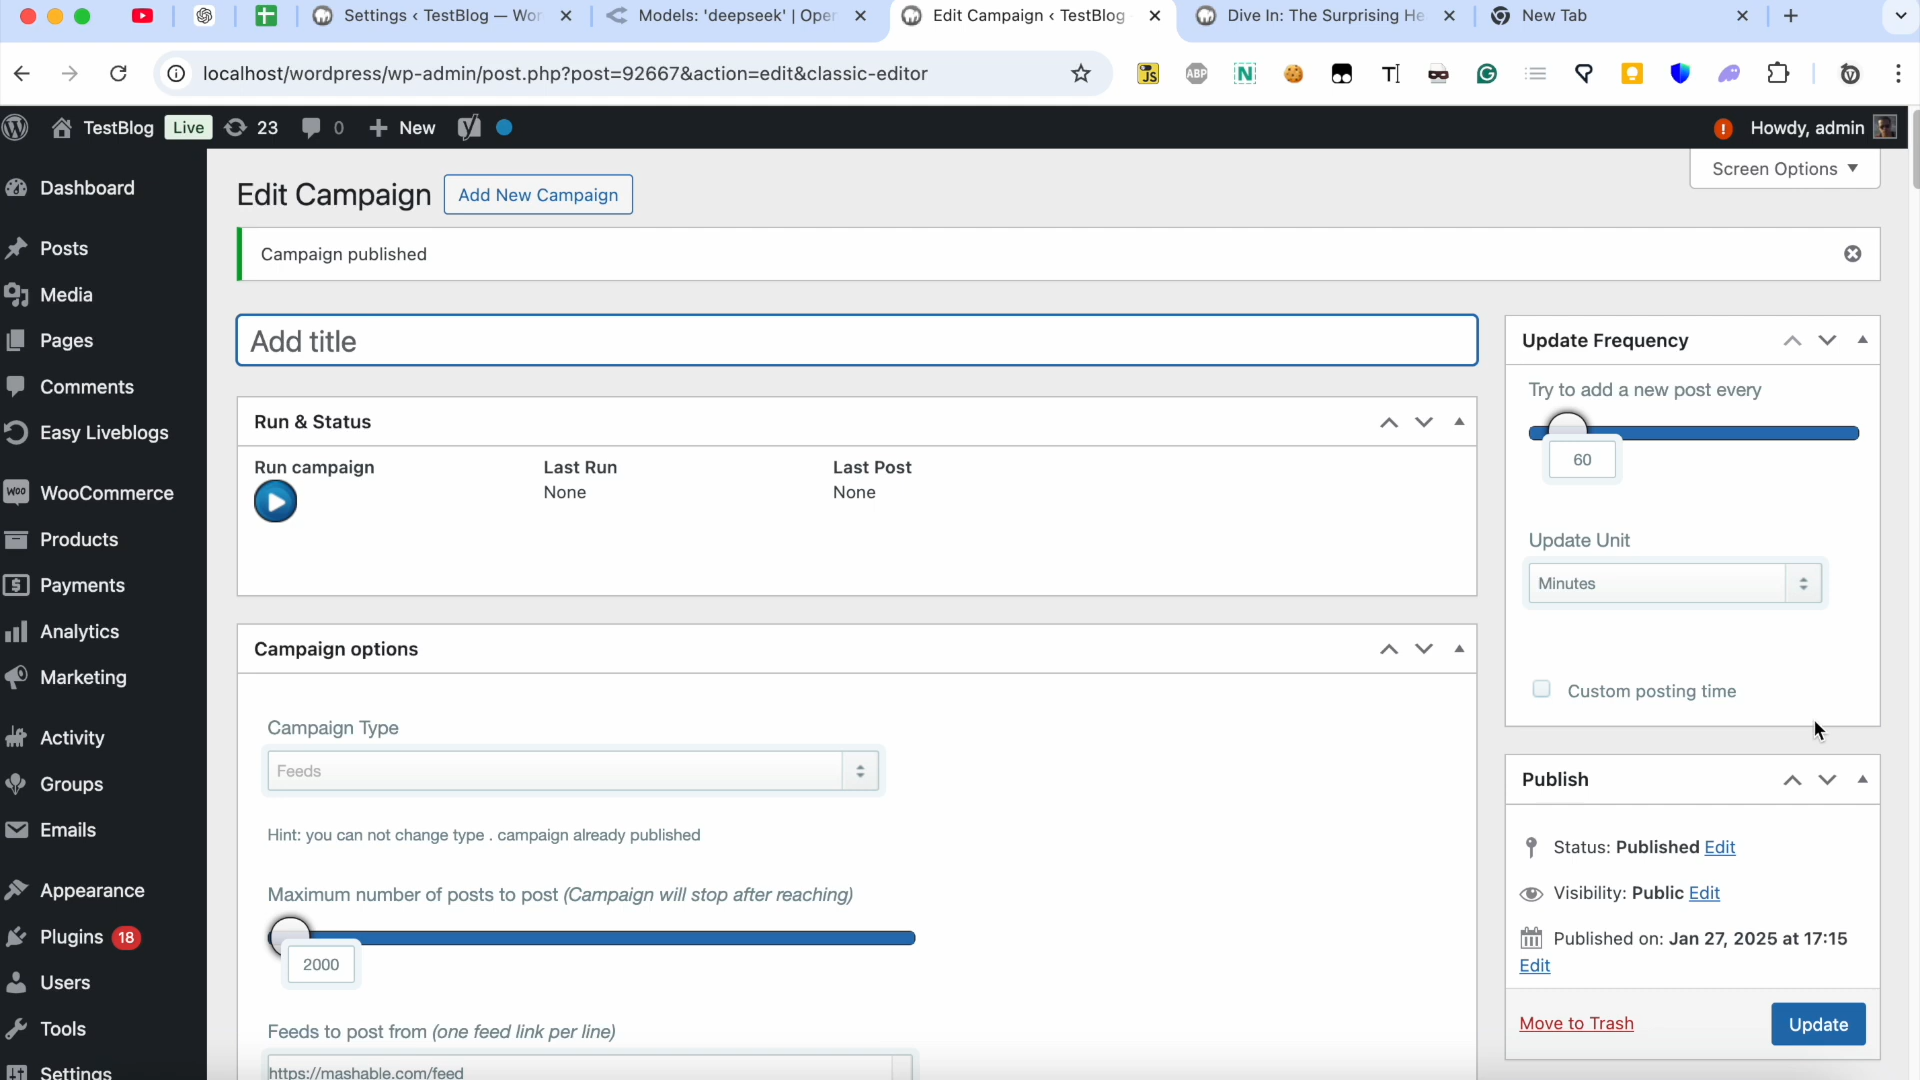 Settings ‹ TestBlog — Wor
Models: 'deepseek' | Oper
Edit Campaign ‹ TestBlog
Dive In: The Surprising He
New Tab
localhost/wordpress/wp-admin/post.php?post=92667&action=edit&classic-editor
JS
ABP
N
TestBlog Live 23 0 New
Howdy, admin
Screen Options
Dashboard
Posts
Media
Pages
Comments
Easy Liveblogs
WooCommerce
Products
Payments
Analytics
Marketing
Activity
Groups
Emails
Appearance
Plugins 18
Users
Tools
Settings
Edit Campaign Add New Campaign
Campaign published
Add title
Run & Status
Run campaign Last Run Last Post
None None
Campaign options
Campaign Type
Feeds
Hint: you can not change type . campaign already published
Maximum number of posts to post (Campaign will stop after reaching)
2000
Feeds to post from (one feed link per line)
https://mashable.com/feed
Update Frequency
Try to add a new post every
60
Update Unit
Minutes
Custom posting time
Publish
Status: Published Edit
Visibility: Public Edit
Published on: Jan 27, 2025 at 17:15
Edit
Move to Trash Update